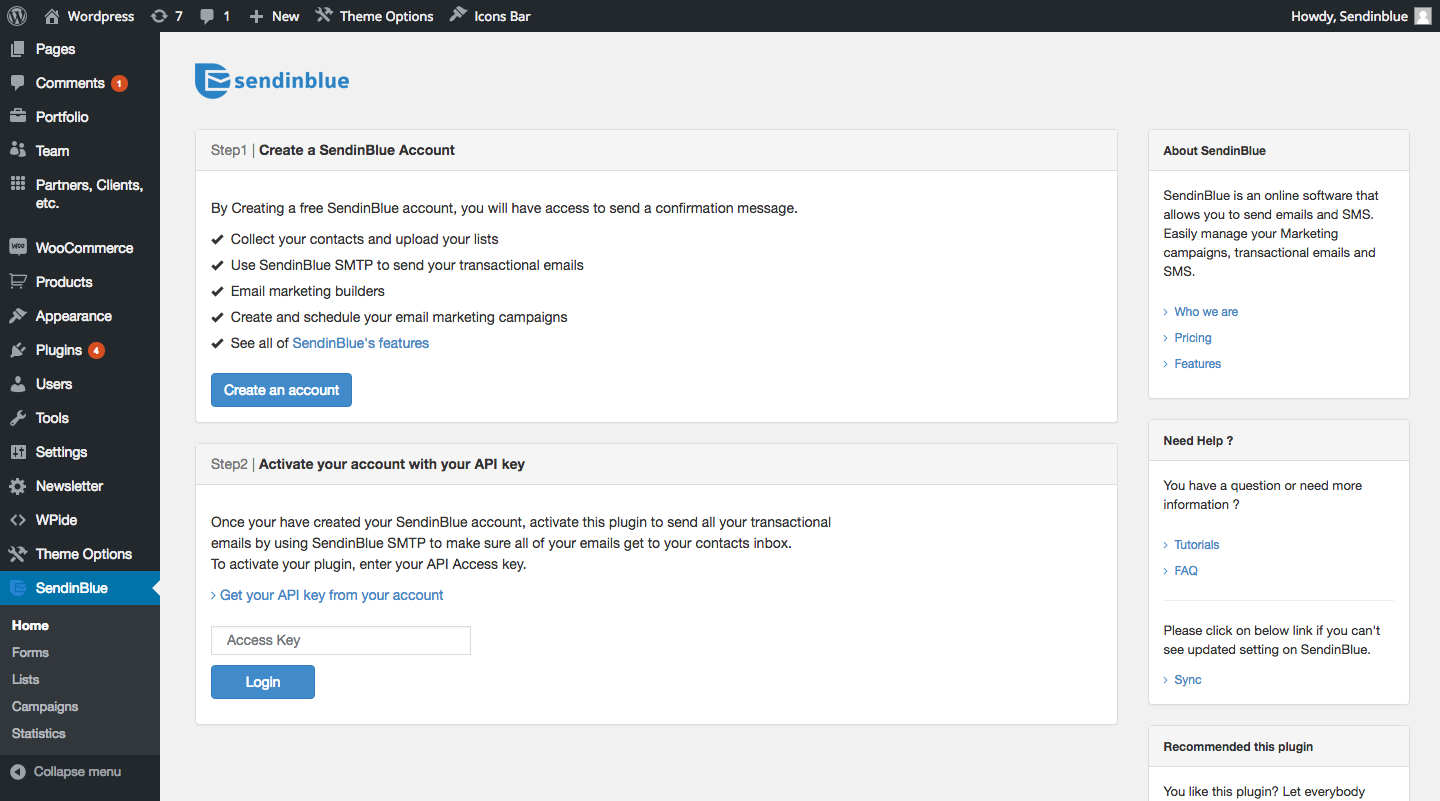 Wordpress 7 1 New Theme Options Icons Bar Howdy, Sendinblue
Pages
Comments 1
Portfolio
Team
Partners, Clients,
etc.
WooCommerce
Products
Appearance
Plugins 4
Users
Tools
Settings
Newsletter
WPide
Theme Options
SendinBlue
Home
Forms
Lists
Campaigns
Statistics
Collapse menu
sendinblue
Step1 | Create a SendinBlue Account
By Creating a free SendinBlue account, you will have access to send a confirmation message.
Collect your contacts and upload your lists
Use SendinBlue SMTP to send your transactional emails
Email marketing builders
Create and schedule your email marketing campaigns
See all of SendinBlue's features
Create an account
Step2 | Activate your account with your API key
Once your have created your SendinBlue account, activate this plugin to send all your transactional
emails by using SendinBlue SMTP to make sure all of your emails get to your contacts inbox.
To activate your plugin, enter your API Access key.
> Get your API key from your account
Access Key
Login
About SendinBlue
SendinBlue is an online software that
allows you to send emails and SMS.
Easily manage your Marketing
campaigns, transactional emails and
SMS.
> Who we are
> Pricing
> Features
Need Help ?
You have a question or need more
information ?
> Tutorials
> FAQ
Please click on below link if you can't
see updated setting on SendinBlue.
> Sync
Recommended this plugin
You like this plugin? Let everybody